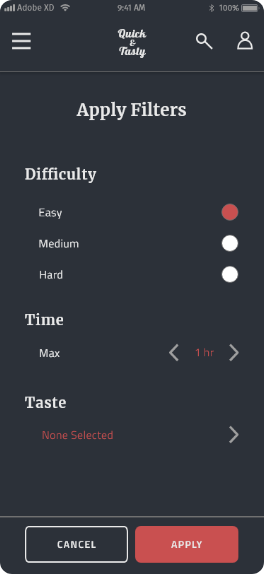 Adobe XD 9:41 AM 100%
Quick
&
Tasty
Apply Filters
Difficulty
Easy
Medium
Hard
Time
Max 1 hr
Taste
None Selected
CANCEL APPLY